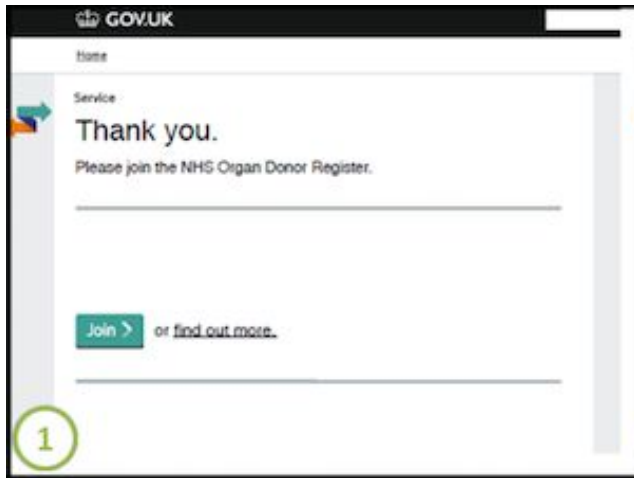 GOV.UK
Home
Service
Thank you.
Please join the NHS Organ Donor Register.
Join > or find out more.
1